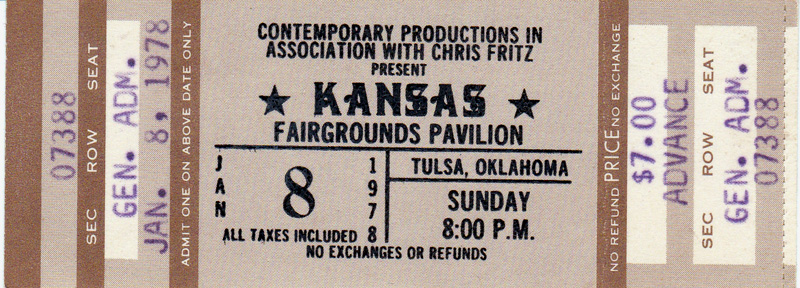 07388
SEC ROW SEAT
GEN. ADM.
JAN. 8, 1978
ADMIT ONE ON ABOVE DATE ONLY
CONTEMPORARY PRODUCTIONS IN
ASSOCIATION WITH CHRIS FRITZ
PRESENT
★ KANSAS ★
FAIRGROUNDS PAVILION
JAN 8 1978
TULSA, OKLAHOMA
SUNDAY
8:00 P.M.
ALL TAXES INCLUDED
NO EXCHANGES OR REFUNDS
NO REFUND PRICE NO EXCHANGE
$7.00
ADVANCE
SEC ROW SEAT
GEN. ADM.
07388